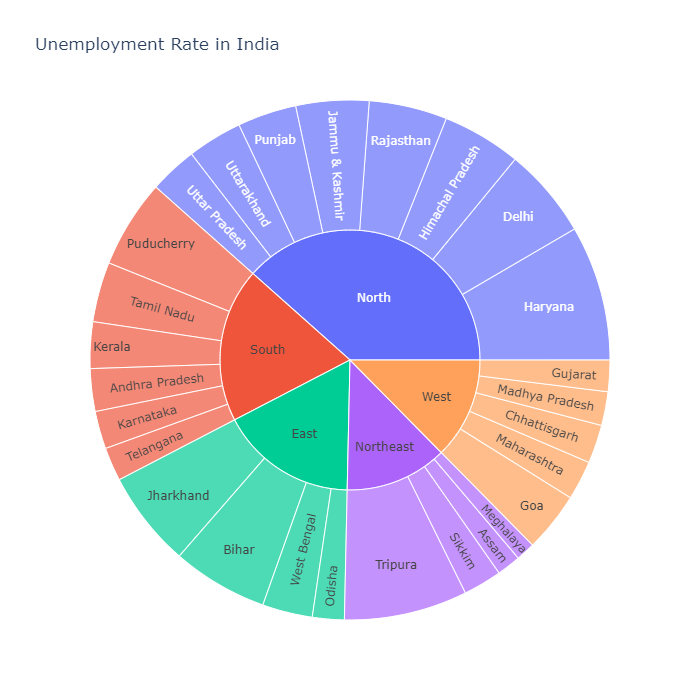 Unemployment Rate in India
North
Haryana
Delhi
Himachal Pradesh
Rajasthan
Jammu & Kashmir
Punjab
Uttarakhand
Uttar Pradesh
South
Puducherry
Tamil Nadu
Kerala
Andhra Pradesh
Karnataka
Telangana
East
Jharkhand
Bihar
West Bengal
Odisha
Northeast
Tripura
Sikkim
Assam
Meghalaya
West
Goa
Maharashtra
Chhattisgarh
Madhya Pradesh
Gujarat